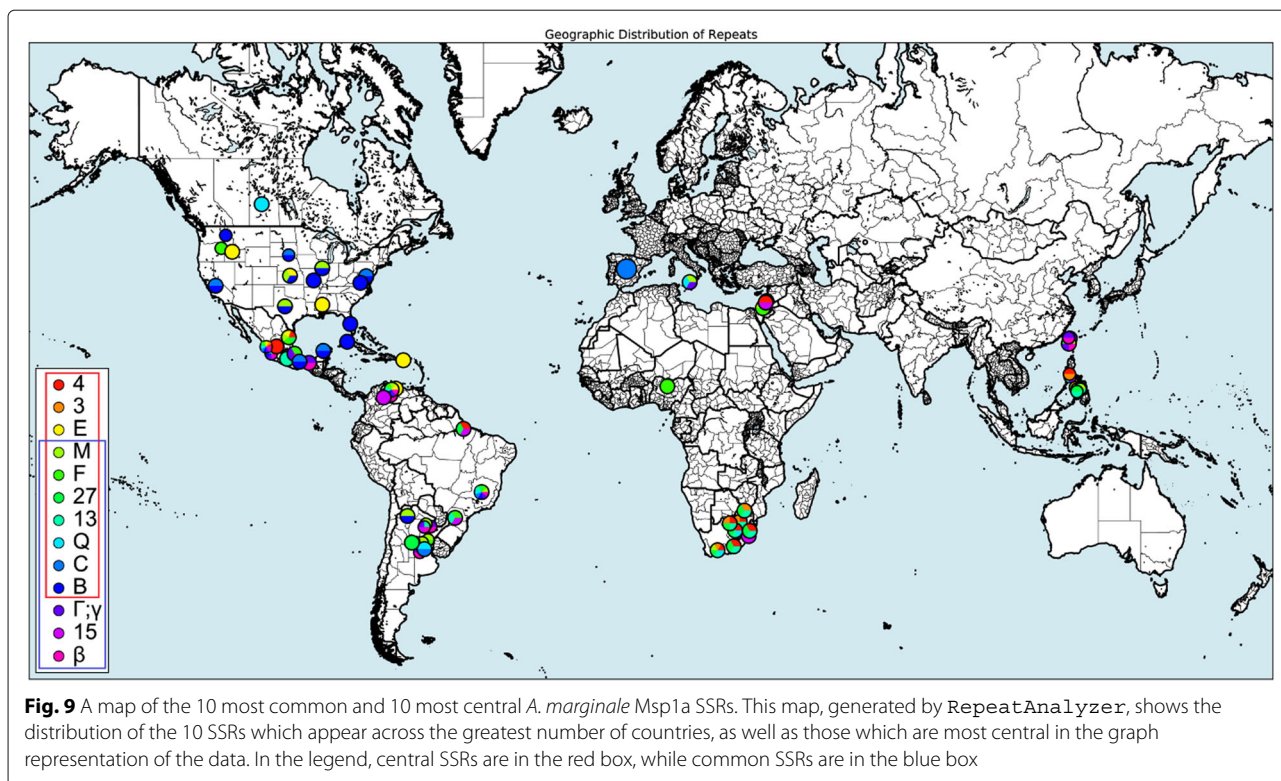 Geographic Distribution of Repeats
4
3
E
M
F
27
13
Q
C
B
Γ;γ
15
β
Fig. 9 A map of the 10 most common and 10 most central A. marginale Msp1a SSRs. This map, generated by RepeatAnalyzer, shows the
distribution of the 10 SSRs which appear across the greatest number of countries, as well as those which are most central in the graph
representation of the data. In the legend, central SSRs are in the red box, while common SSRs are in the blue box